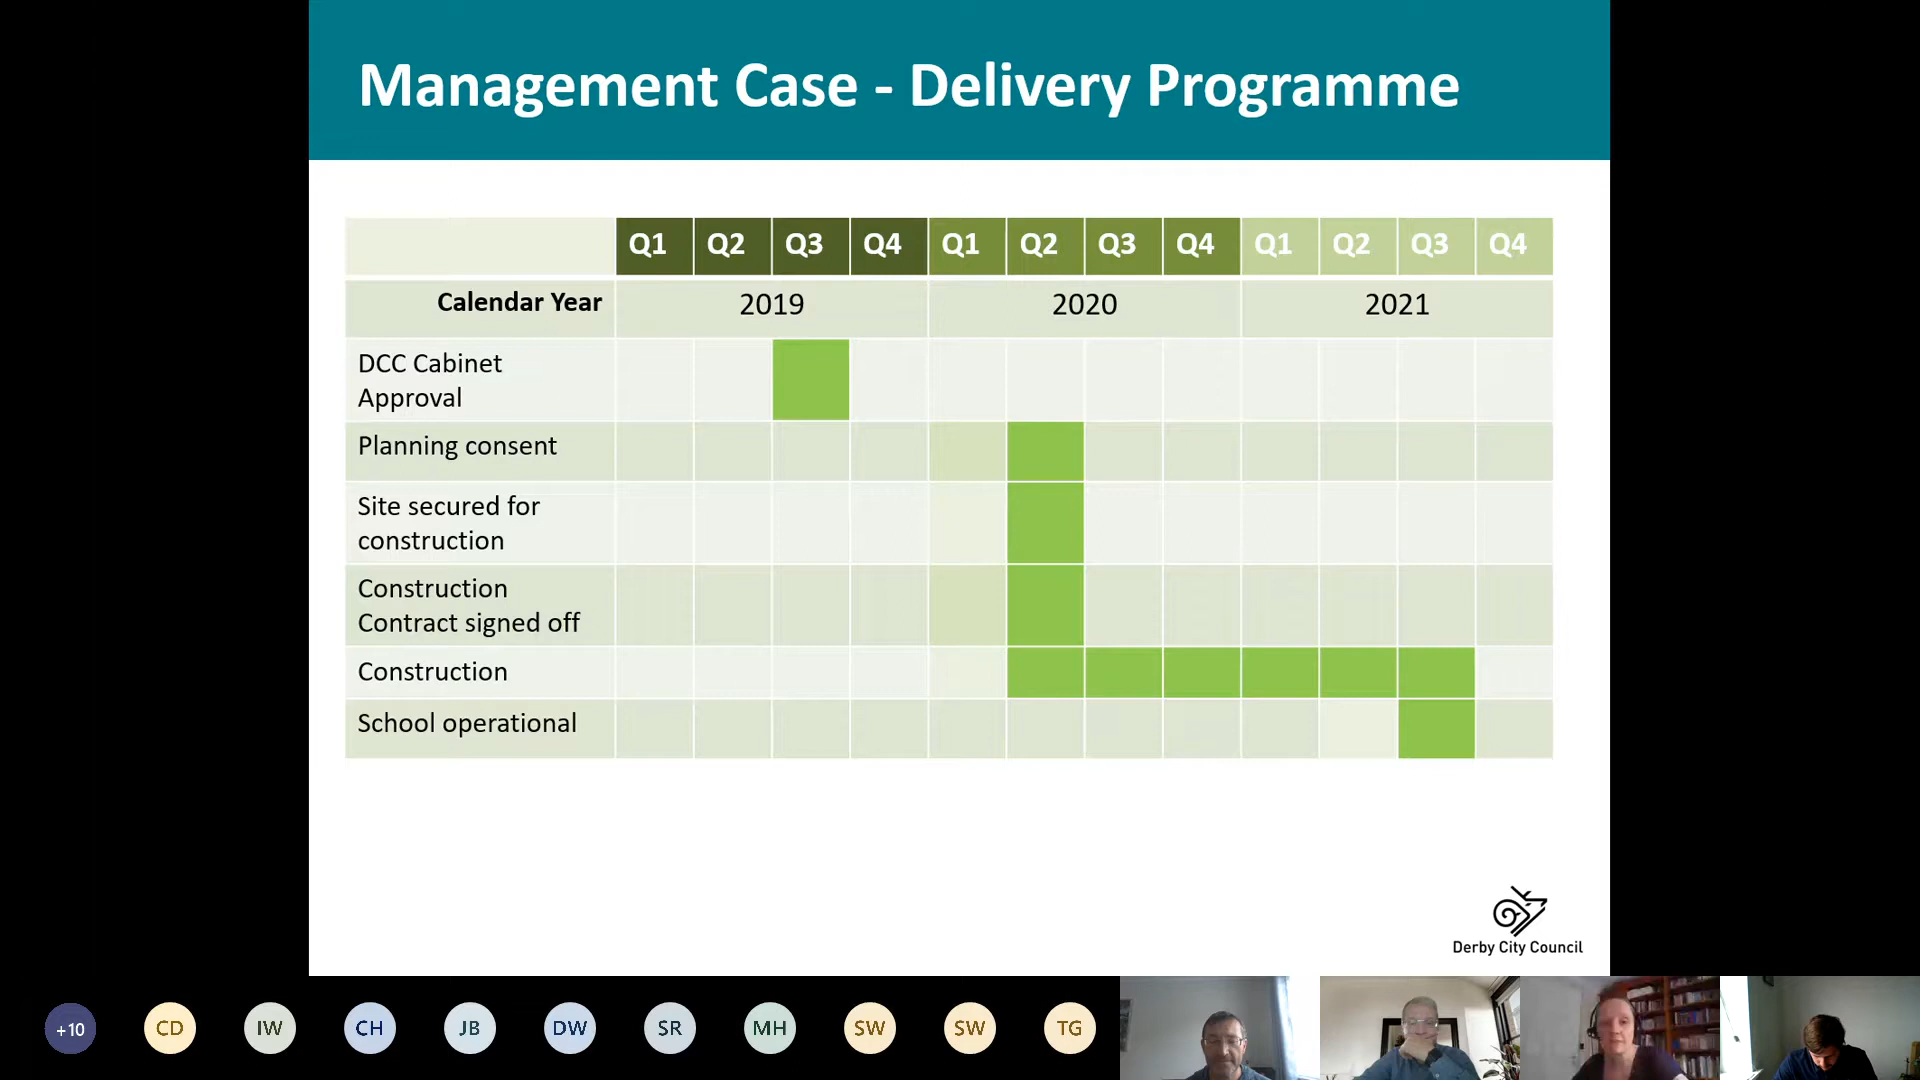 Management Case - Delivery Programme
Q1 Q2 Q3 Q4 Q1 Q2 Q3 Q4 Q1 Q2 Q3 Q4
Calendar Year 2019 2020 2021
DCC Cabinet
Approval
Planning consent
Site secured for
construction
Construction
Contract signed off
Construction
School operational
Derby City Council
+10 CD IW CH JB DW SR MH SW SW TG